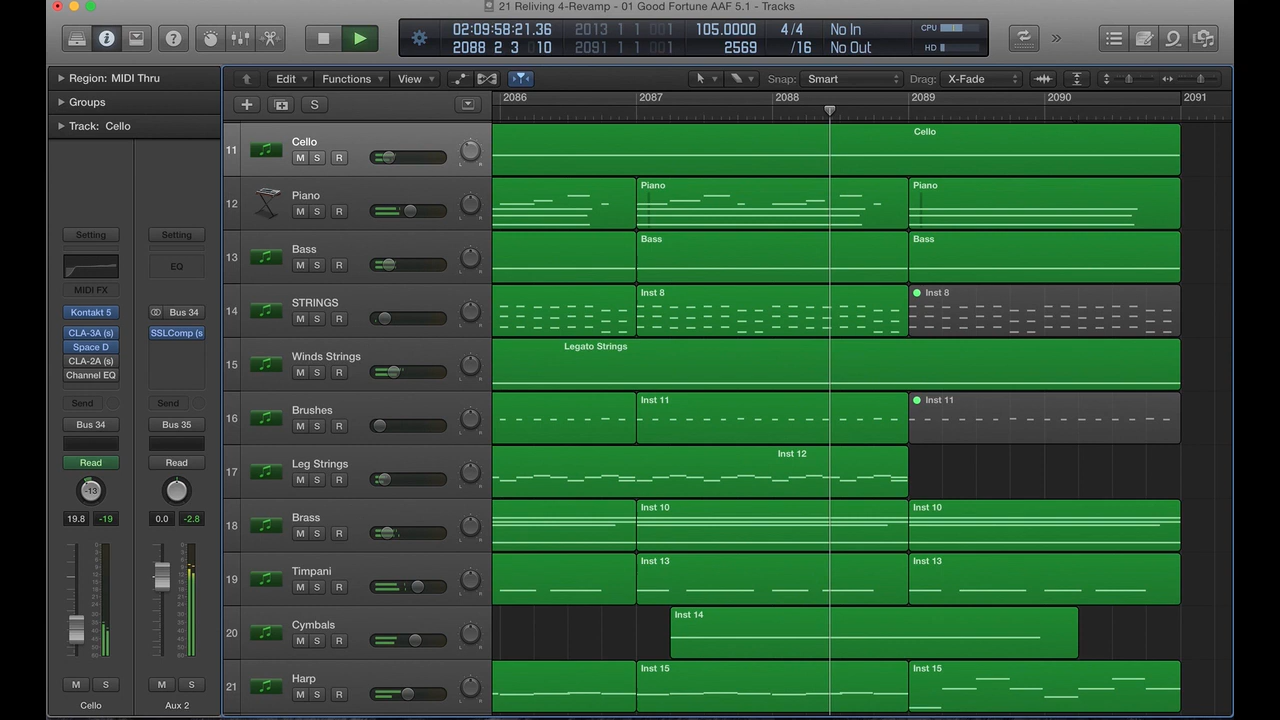 21 Reliving 4-Revamp - 01 Good Fortune AAF 5.1 - Tracks
02:09:58:21.36 2013 1 1 001 105.0000 4/4 No In CPU
2088 2 3 010 2091 1 1 001 2569 /16 No Out HD
Region: MIDI Thru
Edit Functions View Snap: Smart Drag: X-Fade
Groups
S
2086 2087 2088 2089 2090 2091
Track: Cello
11 Cello M S R L R Cello
12 Piano M S R L R Piano Piano
13 Bass M S R L R Bass Bass
14 STRINGS M S R L R Inst 8 Inst 8
15 Winds Strings M S R L R Legato Strings
16 Brushes M S R L R Inst 11 Inst 11
17 Leg Strings M S R L R Inst 12
18 Brass M S R L R Inst 10 Inst 10
19 Timpani M S R L R Inst 13 Inst 13
20 Cymbals M S R L R Inst 14
21 Harp M S R L R Inst 15 Inst 15
Setting Setting
EQ
MIDI FX
Kontakt 5 Bus 34
CLA-3A (s) SSLComp (s
Space D
CLA-2A (s)
Channel EQ
Send Send
Bus 34 Bus 35
Read Read
-13
19.8 -19 0.0 -2.8
M S M S
Cello Aux 2